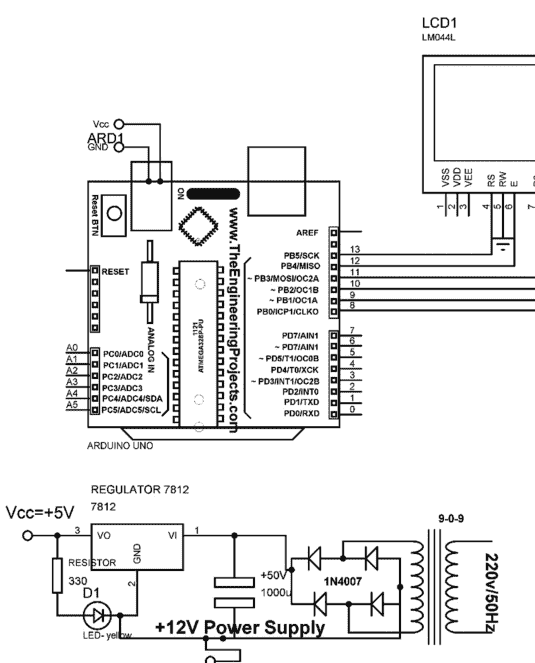 LCD1
LM044L
VSS
VDD
VEE
RS
RW
E
1
2
3
4
5
6
7
Vcc
ARD1
GND
ON
Reset BTN
www.TheEngineeringProjects.com
AREF
RESET
PB5/SCK 13
PB4/MISO 12
~ PB3/MOSI/OC2A 11
~ PB2/OC1B 10
~ PB1/OC1A 9
PB0/ICP1/CLKO 8
ATMEGA328P-PU
1121
ANALOG IN
A0 PC0/ADC0
A1 PC1/ADC1
A2 PC2/ADC2
A3 PC3/ADC3
A4 PC4/ADC4/SDA
A5 PC5/ADC5/SCL
PD7/AIN1 7
~ PD7/AIN1 6
~ PD5/T1/OC0B 5
PD4/T0/XCK 4
~ PD3/INT1/OC2B 3
PD2/INT0 2
PD1/TXD 1
PD0/RXD 0
ARDUINO UNO
REGULATOR 7812
7812
Vcc=+5V
3 VO VI 1
GND
2
RESISTOR
330
D1
LED- yellow
+50V
1000u
1N4007
9-0-9
220v/50Hz
+12V Power Supply